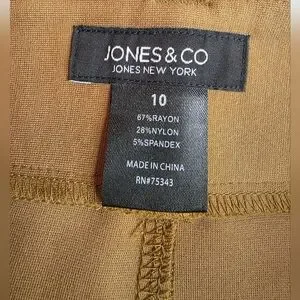 JONES & CO
JONES NEW YORK
10
67%RAYON
28%NYLON
5%SPANDEX
MADE IN CHINA
RN#75343